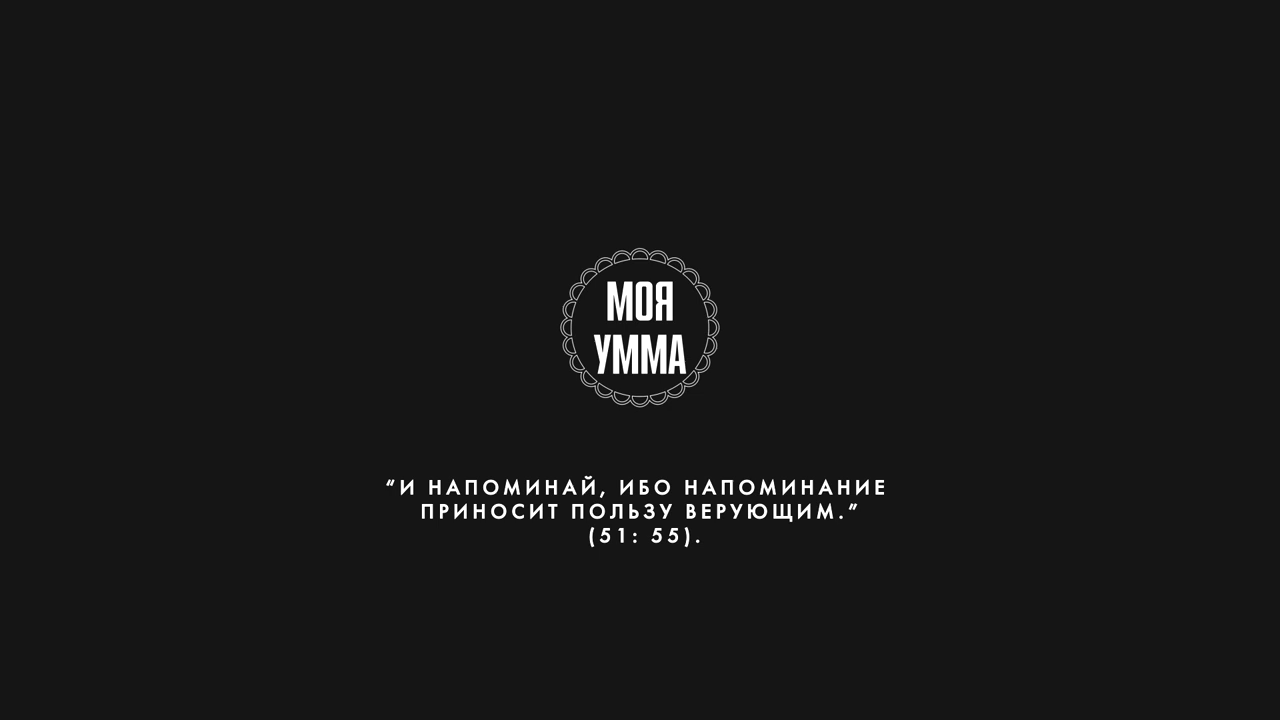 МОЯ
УММА
“И НАПОМИНАЙ, ИБО НАПОМИНАНИЕ
ПРИНОСИТ ПОЛЬЗУ ВЕРУЮЩИМ.”
(51: 55).